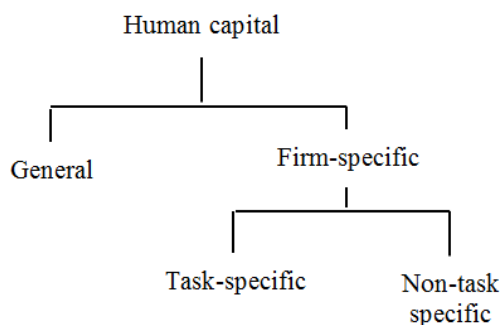 Human capital
General
Firm-specific
Task-specific
Non-task
specific